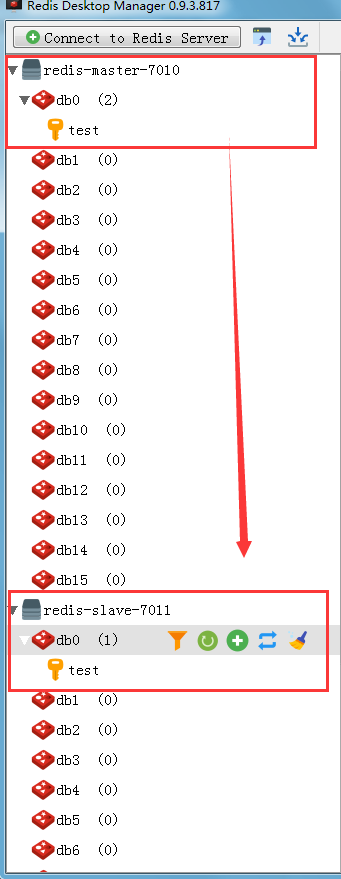 Redis Desktop Manager 0.9.3.817
Connect to Redis Server
redis-master-7010
db0 (2)
test
db1 (0)
db2 (0)
db3 (0)
db4 (0)
db5 (0)
db6 (0)
db7 (0)
db8 (0)
db9 (0)
db10 (0)
db11 (0)
db12 (0)
db13 (0)
db14 (0)
db15 (0)
redis-slave-7011
db0 (1)
test
db1 (0)
db2 (0)
db3 (0)
db4 (0)
db5 (0)
db6 (0)